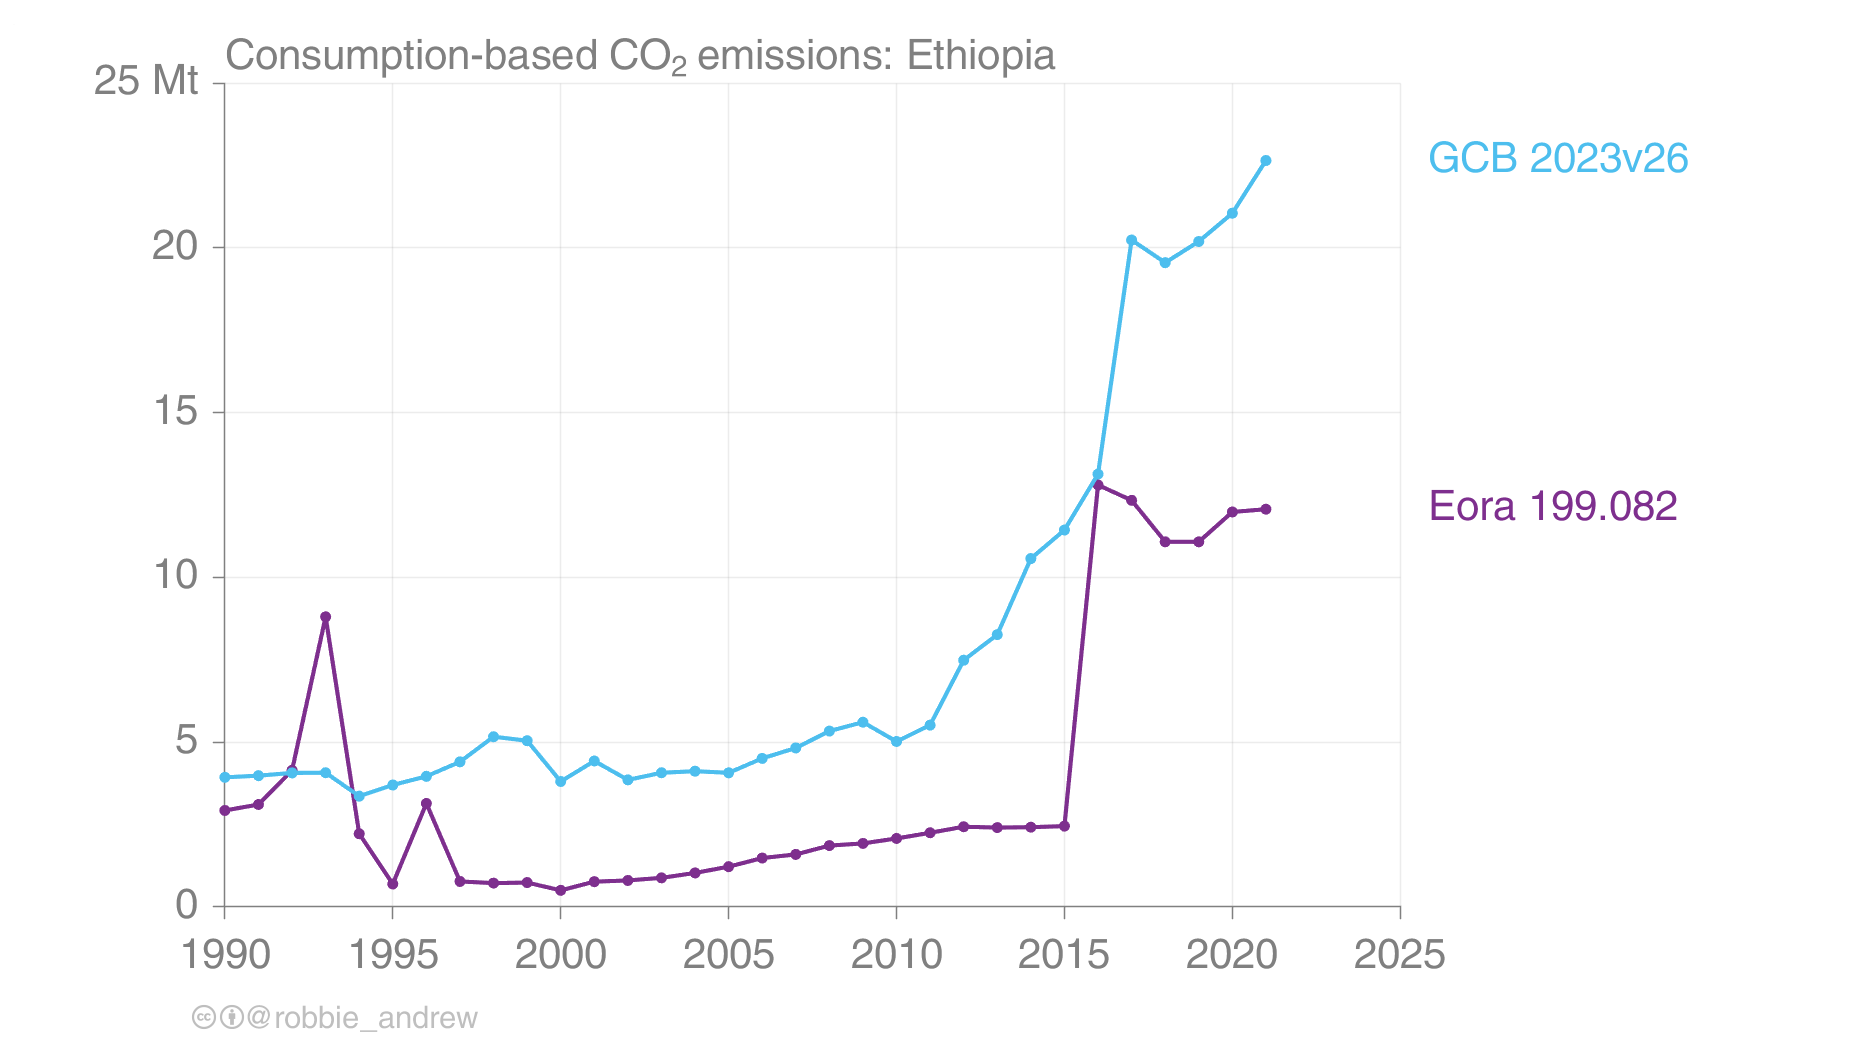 Consumption-based CO₂ emissions: Ethiopia
25 Mt
20
15
10
5
0
1990 1995 2000 2005 2010 2015 2020 2025
GCB 2023v26
Eora 199.082
@robbie_andrew